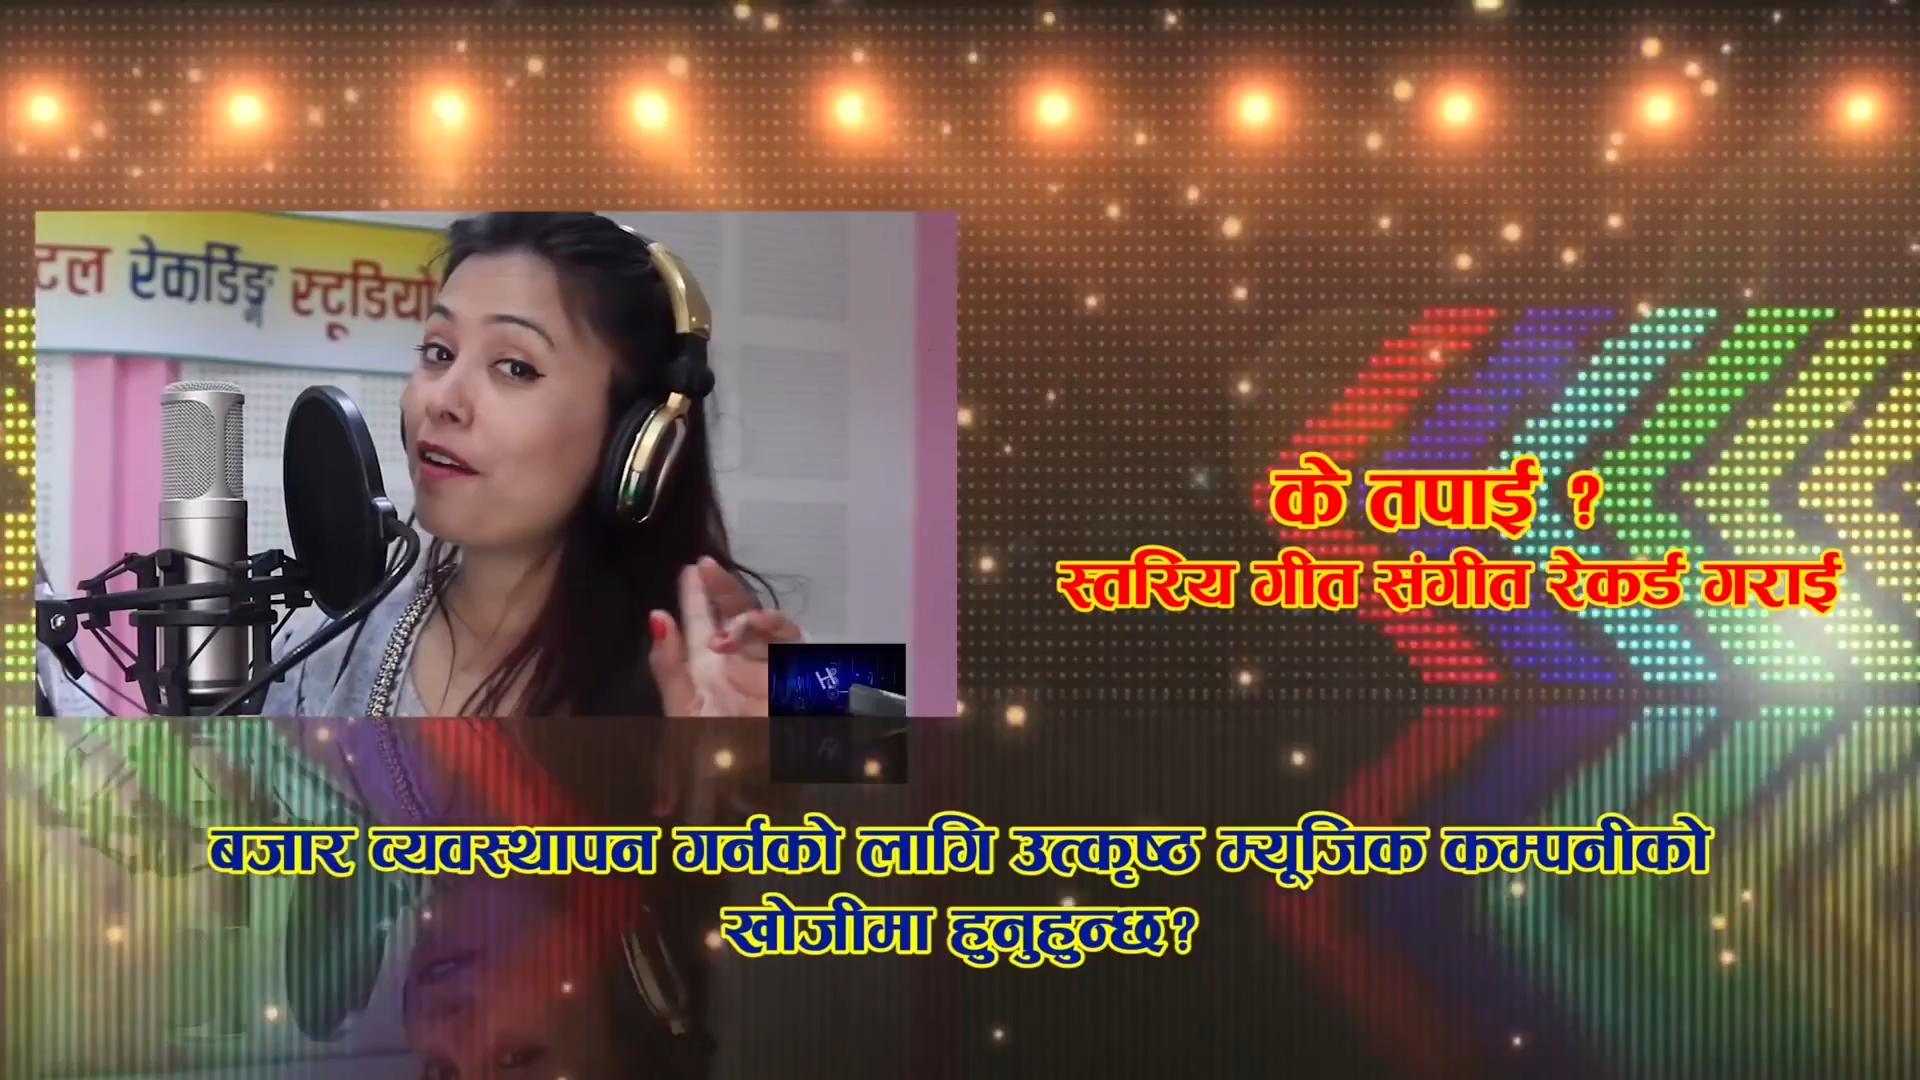 टल रेकर्डिङ्ग स्टूडियो
के तपाई ?
स्तरिय गीत संगीत रेकर्ड गराई
बजार व्यवस्थापन गर्नको लागि उत्कृष्ठ म्यूजिक कम्पनीको
खोजीमा हुनुहुन्छ?